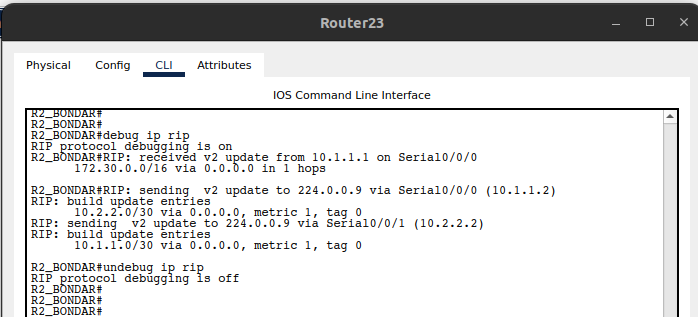 Router23
Physical Config CLI Attributes
IOS Command Line Interface
R2_BONDAR#
R2_BONDAR#
R2_BONDAR#debug ip rip
RIP protocol debugging is on
R2_BONDAR#RIP: received v2 update from 10.1.1.1 on Serial0/0/0
172.30.0.0/16 via 0.0.0.0 in 1 hops
R2_BONDAR#RIP: sending  v2 update to 224.0.0.9 via Serial0/0/0 (10.1.1.2)
RIP: build update entries
10.2.2.0/30 via 0.0.0.0, metric 1, tag 0
RIP: sending  v2 update to 224.0.0.9 via Serial0/0/1 (10.2.2.2)
RIP: build update entries
10.1.1.0/30 via 0.0.0.0, metric 1, tag 0
R2_BONDAR#undebug ip rip
RIP protocol debugging is off
R2_BONDAR#
R2_BONDAR#
R2_BONDAR#